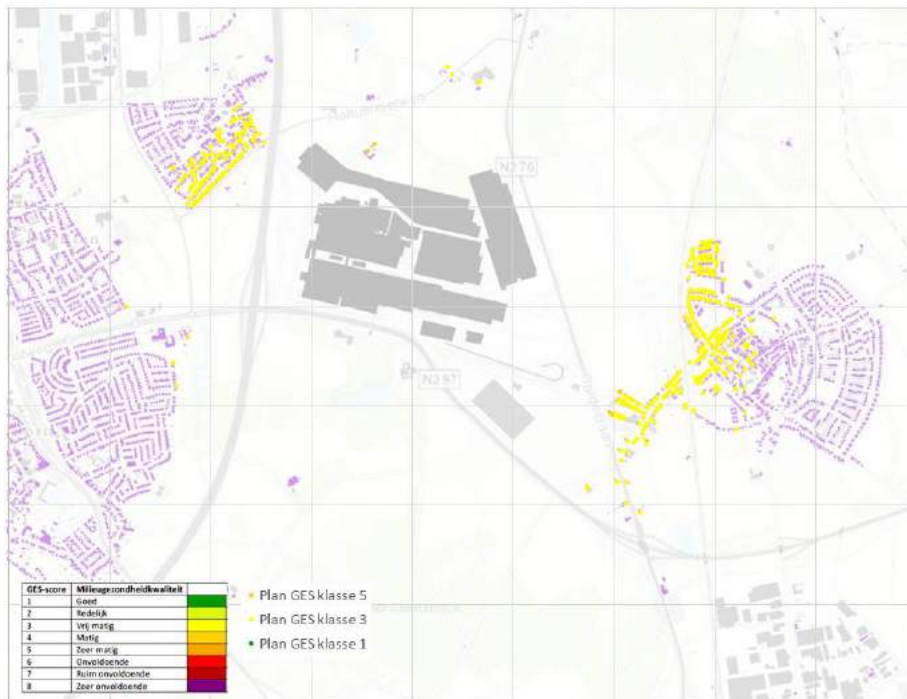 N276
N297
GES-score Milieugezondheidkwaliteit
1 Goed
2 Redelijk
3 Vrij matig
4 Matig
5 Zeer matig
6 Onvoldoende
7 Ruim onvoldoende
8 Zeer onvoldoende
Plan GES klasse 5
Plan GES klasse 3
Plan GES klasse 1